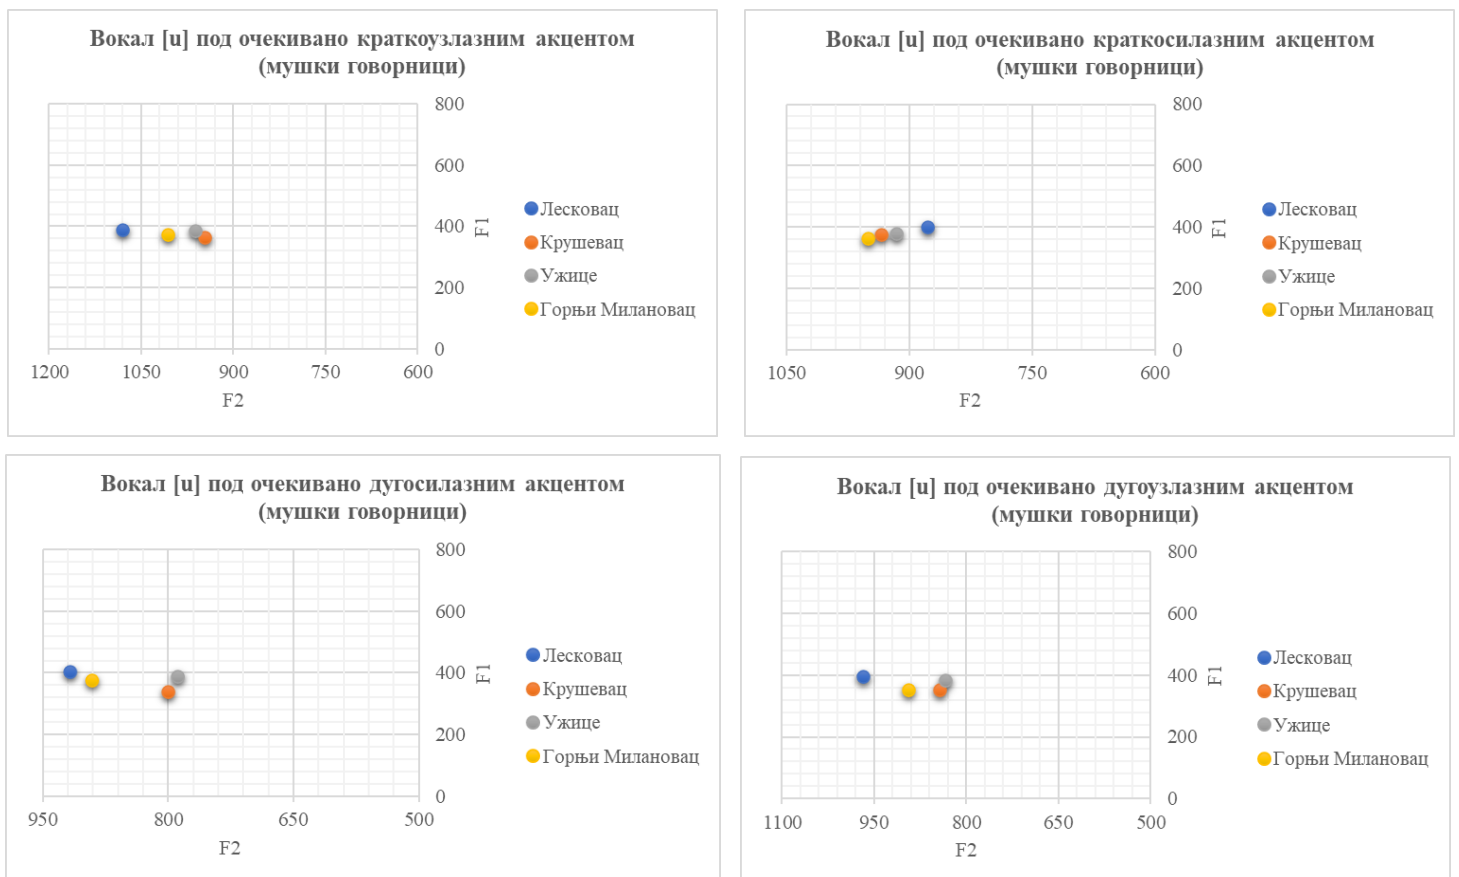 Вокал [u] под очекивано краткоузлазним акцентом
(мушки говорници)
800
600
400
200
0
F1
1200 1050 900 750 600
F2
Лесковац
Крушевац
Ужице
Горњи Милановац
Вокал [u] под очекивано краткосилазним акцентом
(мушки говорници)
800
600
400
200
0
F1
1050 900 750 600
F2
Лесковац
Крушевац
Ужице
Горњи Милановац
Вокал [u] под очекивано дугосилазним акцентом
(мушки говорници)
800
600
400
200
0
F1
950 800 650 500
F2
Лесковац
Крушевац
Ужице
Горњи Милановац
Вокал [u] под очекивано дугоузлазним акцентом
(мушки говорници)
800
600
400
200
0
F1
1100 950 800 650 500
F2
Лесковац
Крушевац
Ужице
Горњи Милановац